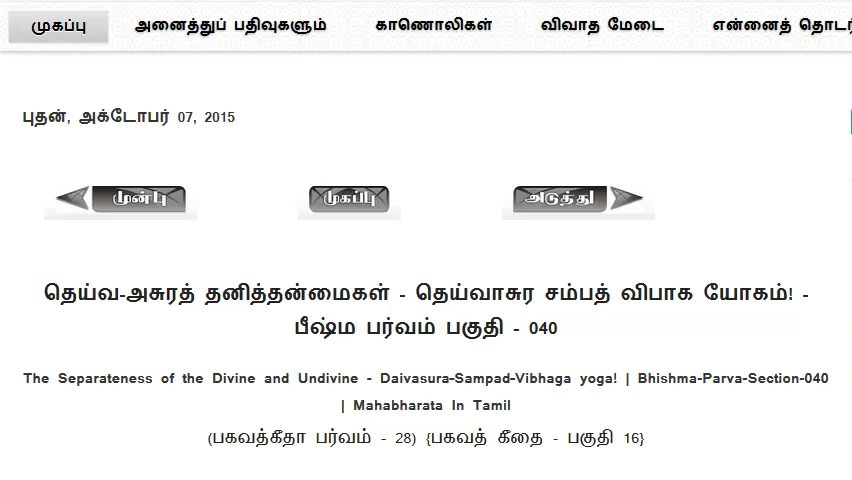 முகப்பு அனைத்துப் பதிவுகளும் காணொலிகள் விவாத மேடை என்னைத்
புதன், அக்டோபர் 07, 2015
முன்பு முகப்பு அடுத்து
தெய்வ-அசுரத் தனித்தன்மைகள் - தெய்வாசுர சம்பத் விபாக யோகம்! -
பீஷ்ம பர்வம் பகுதி - 040
The Separateness of the Divine and Undivine - Daivasura-Sampad-Vibhaga yoga! | Bhishma-Parva-Section-040
| Mahabharata In Tamil
(பகவத்கீதா பர்வம் - 28) {பகவத் கீதை - பகுதி 16}